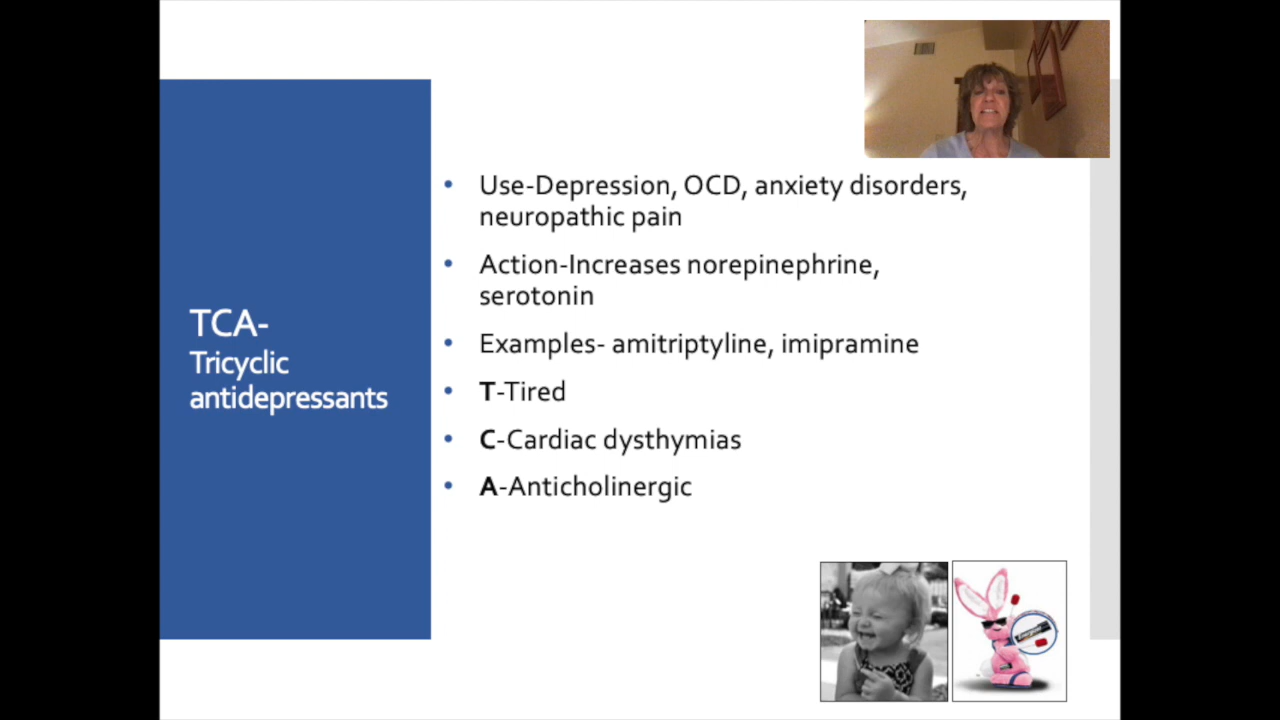 TCA-
Tricyclic
antidepressants
• Use-Depression, OCD, anxiety disorders,
neuropathic pain
• Action-Increases norepinephrine,
serotonin
• Examples- amitriptyline, imipramine
• T-Tired
• C-Cardiac dysthymias
• A-Anticholinergic
Energizer